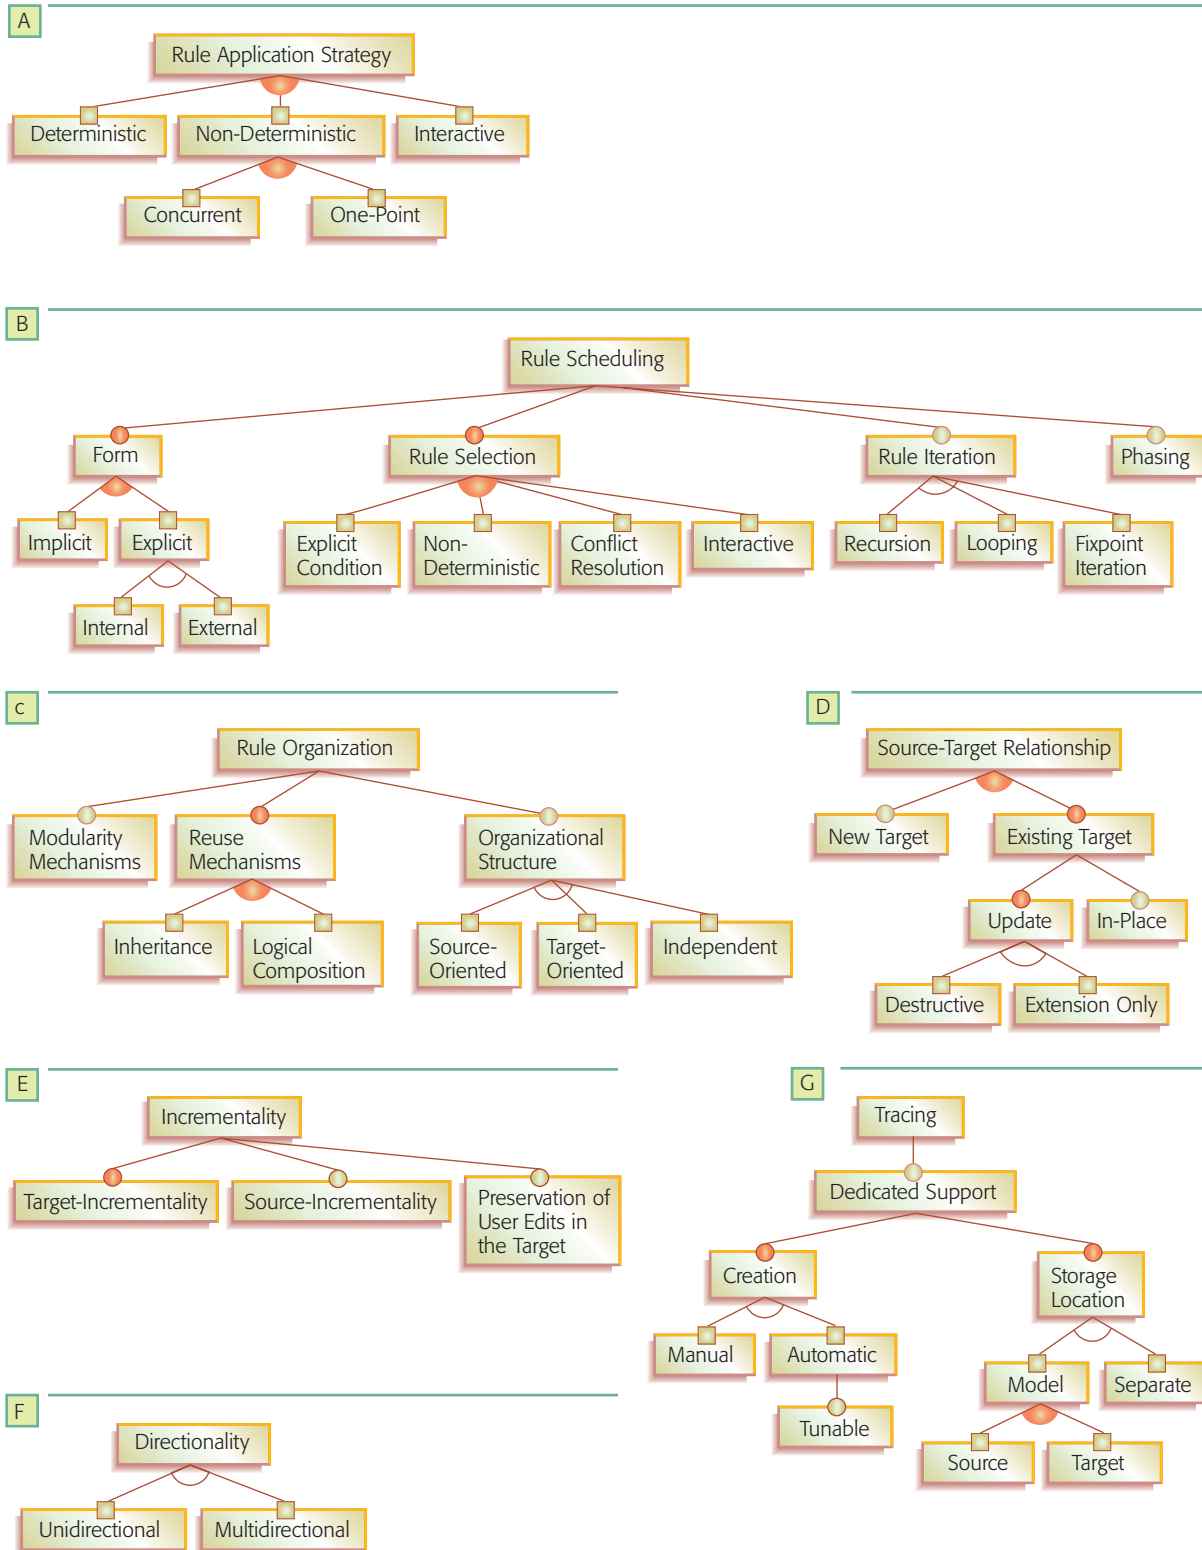 A
Rule Application Strategy
Deterministic
Non-Deterministic
Interactive
Concurrent
One-Point
B
Rule Scheduling
Form
Rule Selection
Rule Iteration
Phasing
Implicit
Explicit
Explicit
Condition
Non-
Deterministic
Conflict
Resolution
Interactive
Recursion
Looping
Fixpoint
Iteration
Internal
External
c
Rule Organization
Modularity
Mechanisms
Reuse
Mechanisms
Organizational
Structure
Inheritance
Logical
Composition
Source-
Oriented
Target-
Oriented
Independent
D
Source-Target Relationship
New Target
Existing Target
Update
In-Place
Destructive
Extension Only
E
Incrementality
Target-Incrementality
Source-Incrementality
Preservation of
User Edits in
the Target
F
Directionality
Unidirectional
Multidirectional
G
Tracing
Dedicated Support
Creation
Storage
Location
Manual
Automatic
Model
Separate
Tunable
Source
Target